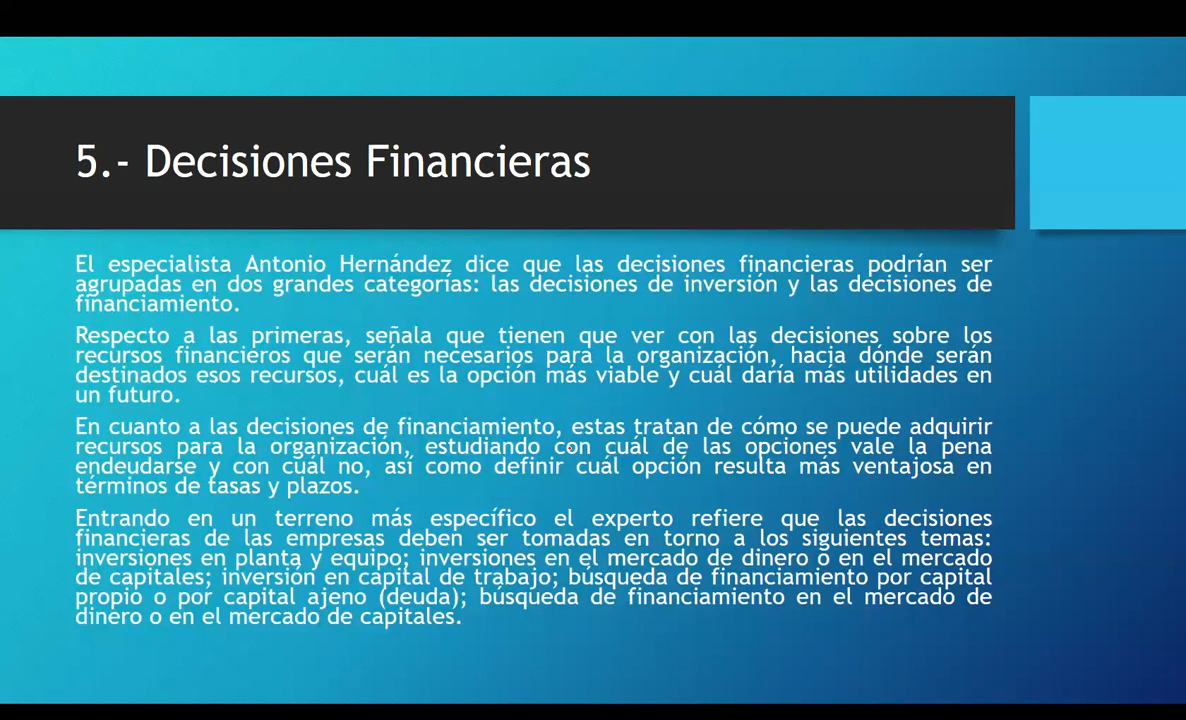 5.- Decisiones Financieras
El especialista Antonio Hernández dice que las decisiones financieras podrían ser
agrupadas en dos grandes categorías: las decisiones de inversión y las decisiones de
financiamiento.
Respecto a las primeras, señala que tienen que ver con las decisiones sobre los
recursos financieros que serán necesarios para la organización, hacia dónde serán
destinados esos recursos, cuál es la opción más viable y cuál daría más utilidades en
un futuro.
En cuanto a las decisiones de financiamiento, estas tratan de cómo se puede adquirir
recursos para la organización, estudiando con cuál de las opciones vale la pena
endeudarse y con cuál no, así como definir cuál opción resulta más ventajosa en
términos de tasas y plazos.
Entrando en un terreno más específico el experto refiere que las decisiones
financieras de las empresas deben ser tomadas en torno a los siguientes temas:
inversiones en planta y equipo; inversiones en el mercado de dinero o en el mercado
de capitales; inversión en capital de trabajo; búsqueda de financiamiento por capital
propio o por capital ajeno (deuda); búsqueda de financiamiento en el mercado de
dinero o en el mercado de capitales.